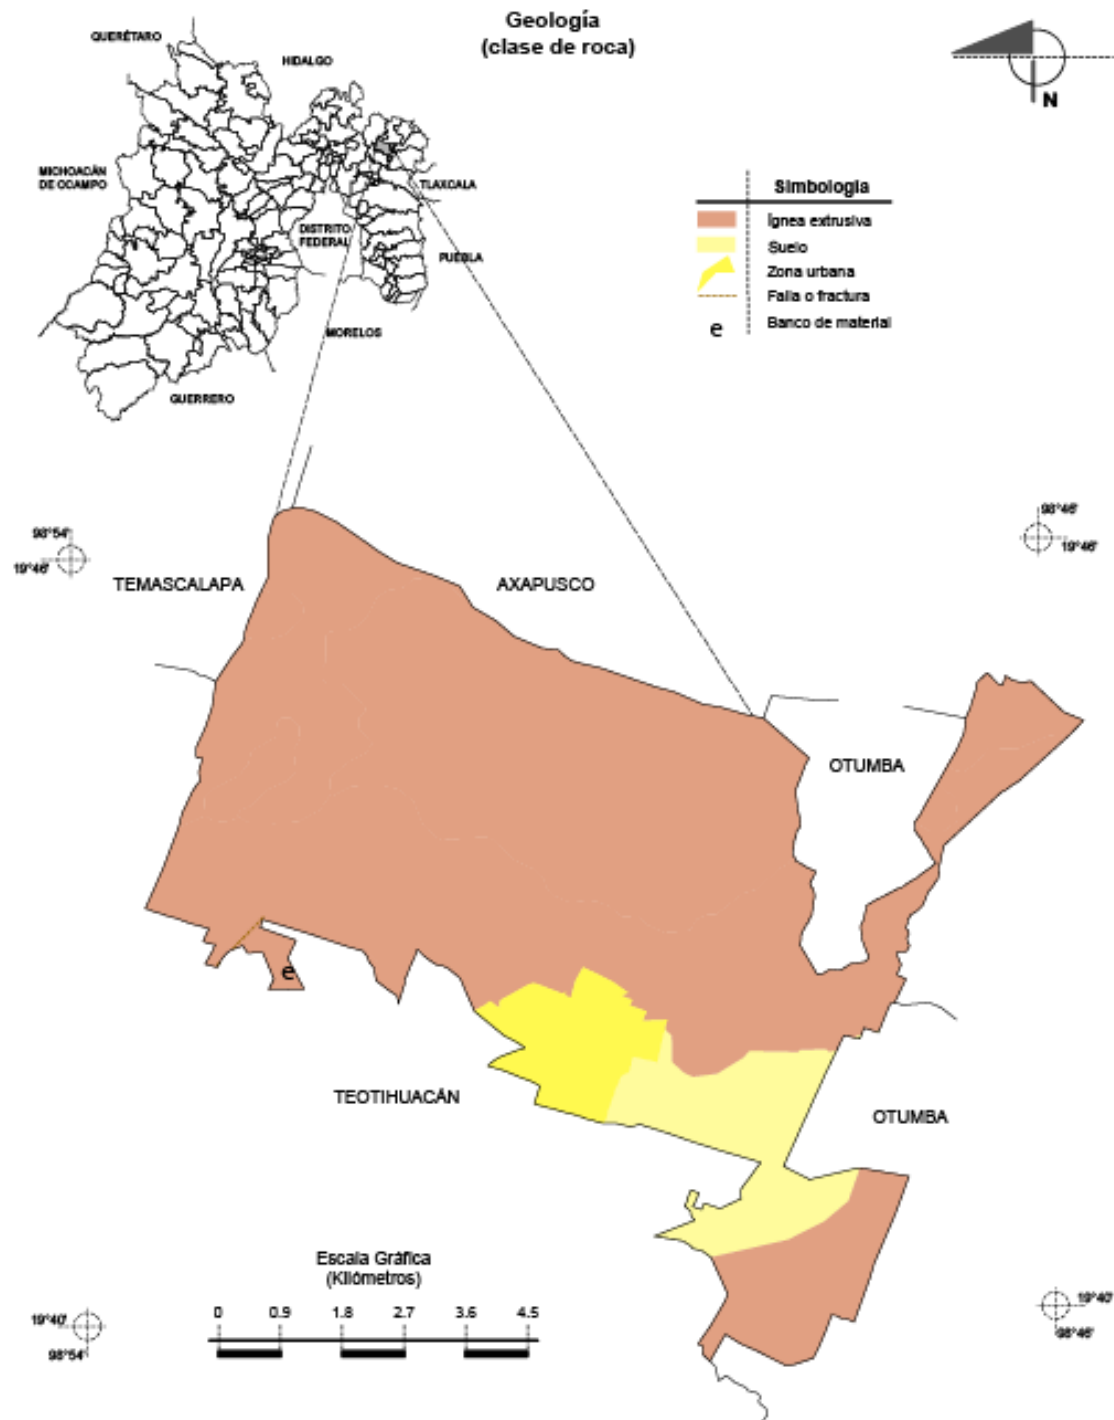 Geología
(clase de roca)
QUERÉTARO
HIDALGO
N
MICHOACÁN
DE OCAMPO
TLAXCALA
DISTRITO
FEDERAL
PUEBLA
MORELOS
GUERRERO
Simbología
Ígnea extrusiva
Suelo
Zona urbana
Falla o fractura
e
Banco de material
98°54'
19°46'
98°46'
19°46'
TEMASCALAPA
AXAPUSCO
OTUMBA
e
TEOTIHUACÁN
OTUMBA
Escala Gráfica
(Kilómetros)
0 0.9 1.8 2.7 3.6 4.5
19°40'
98°54'
19°40'
98°46'